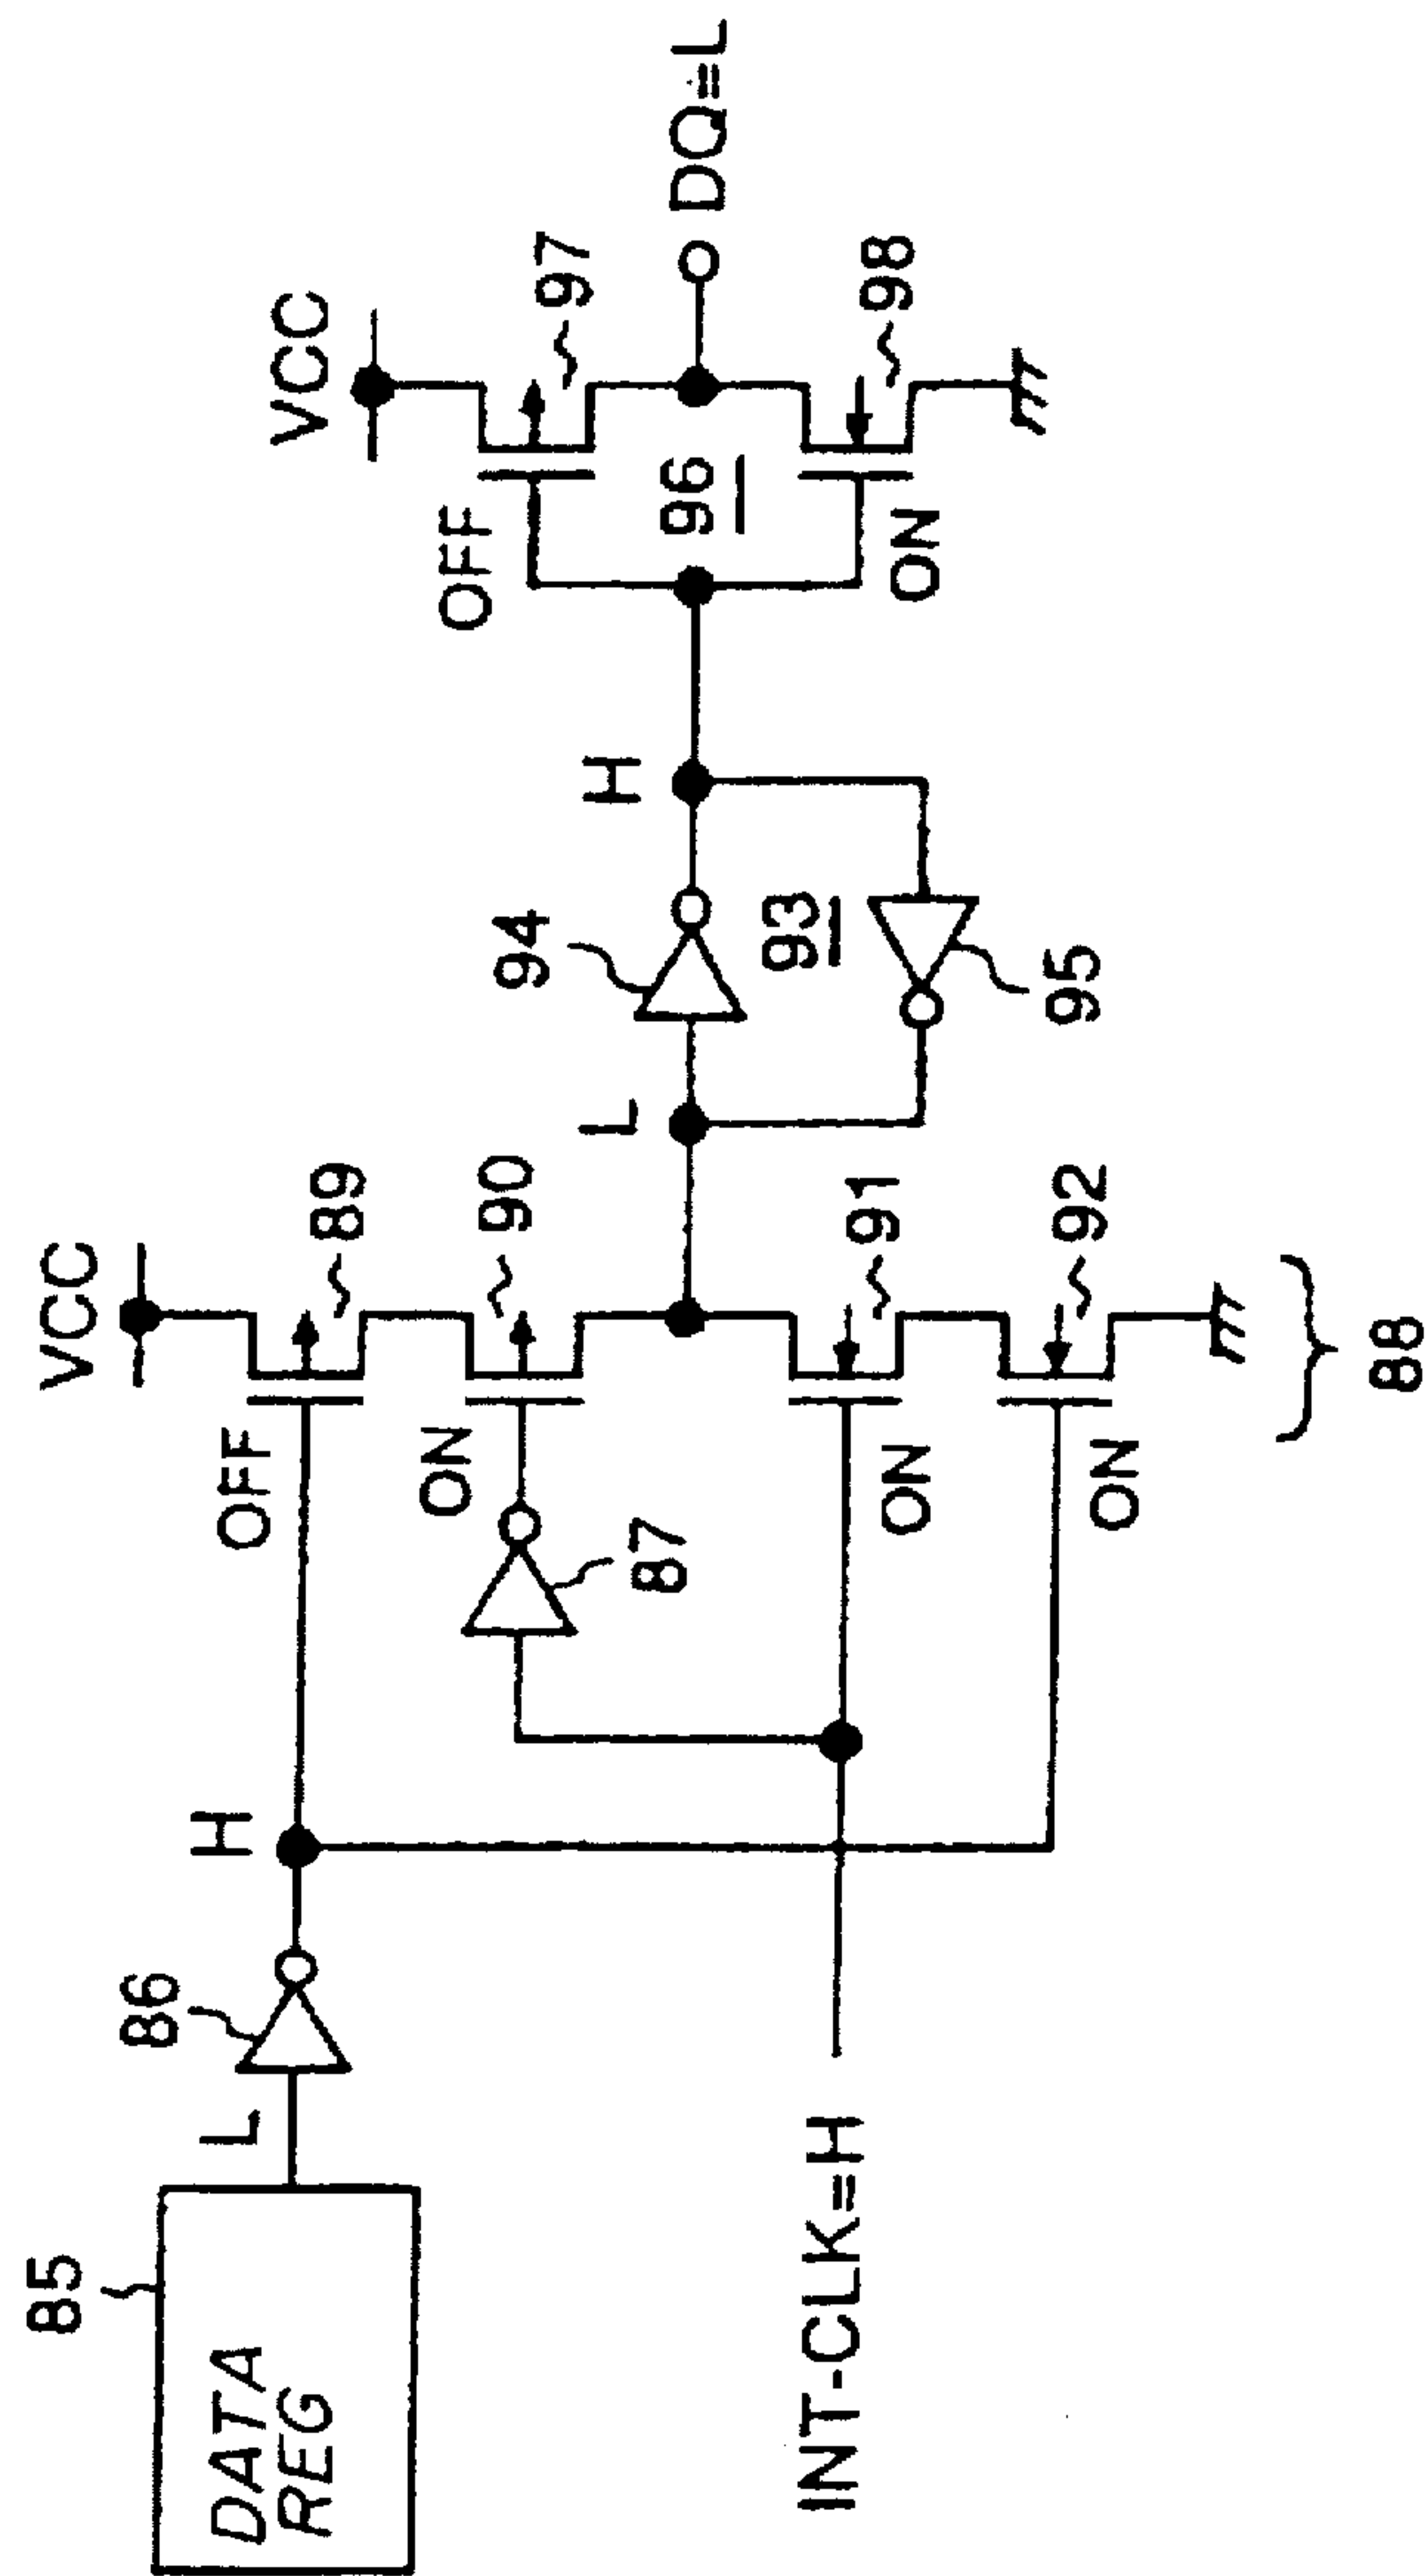 85
DATA
REG
L
86
H
INT-CLK=H
87
VCC
OFF
89
ON
90
ON
91
ON
92
88
L
94
93
95
H
VCC
OFF
97
96
ON
98
DQ=L